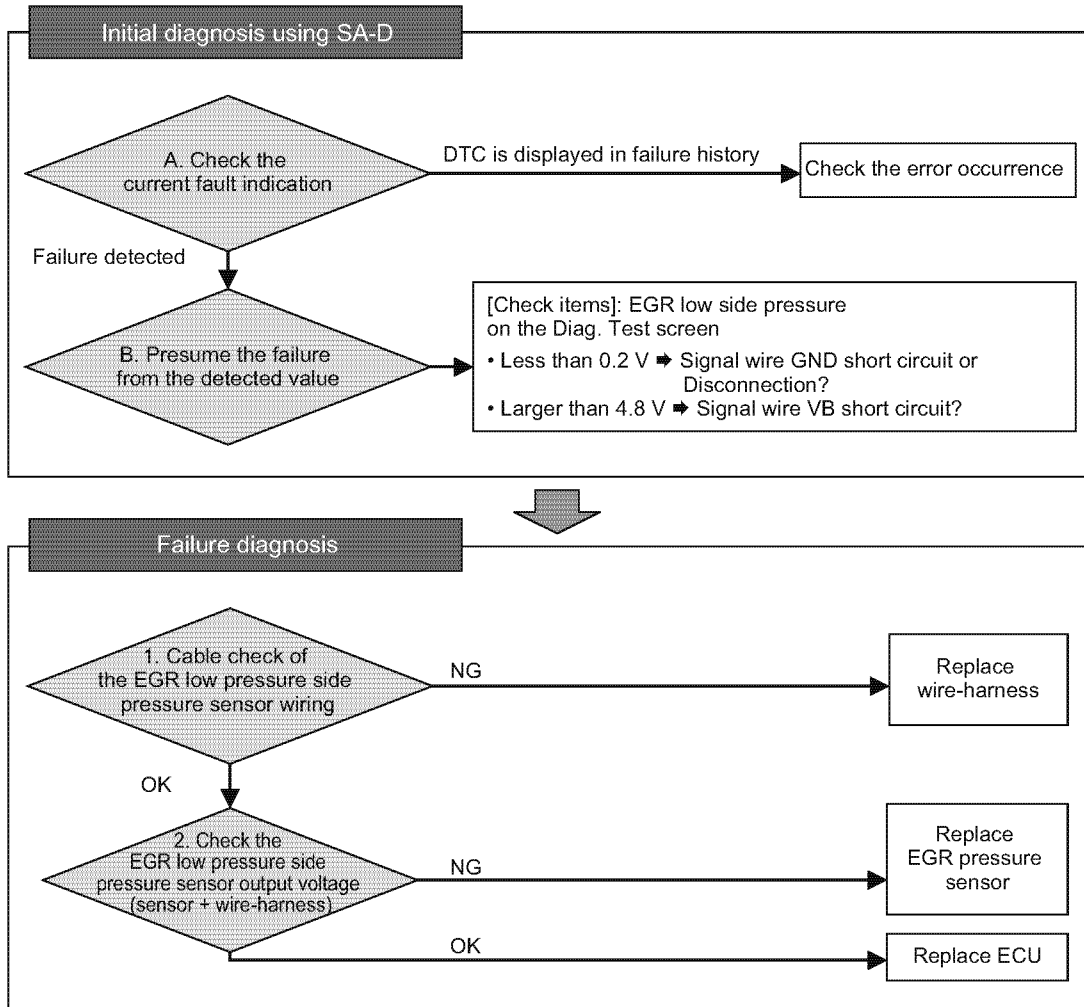 Initial diagnosis using SA-D
A. Check the
current fault indication
DTC is displayed in failure history
Check the error occurrence
Failure detected
B. Presume the failure
from the detected value
[Check items]: EGR low side pressure
on the Diag. Test screen
• Less than 0.2 V ➡ Signal wire GND short circuit or
Disconnection?
• Larger than 4.8 V ➡ Signal wire VB short circuit?
Failure diagnosis
1. Cable check of
the EGR low pressure side
pressure sensor wiring
NG
Replace
wire-harness
OK
2. Check the
EGR low pressure side
pressure sensor output voltage
(sensor + wire-harness)
NG
Replace
EGR pressure
sensor
OK
Replace ECU